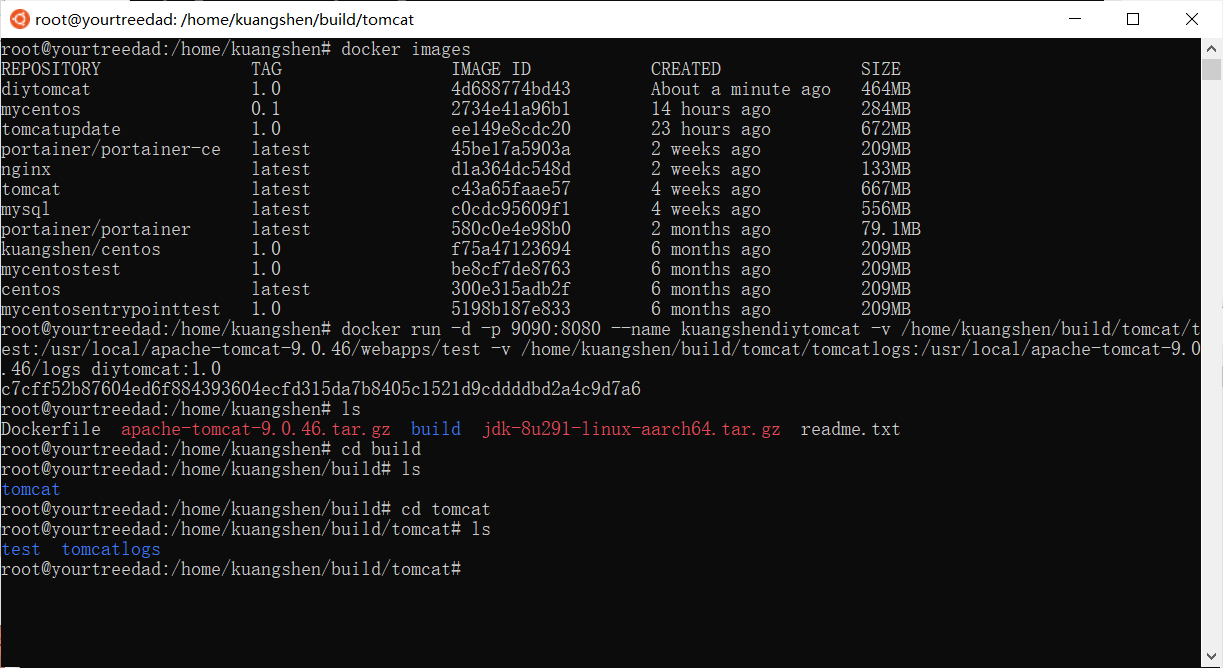 root@yourtreedad: /home/kuangshen/build/tomcat
root@yourtreedad:/home/kuangshen# docker images
REPOSITORY TAG IMAGE ID CREATED SIZE
diytomcat 1.0 4d688774bd43 About a minute ago 464MB
mycentos 0.1 2734e41a96b1 14 hours ago 284MB
tomcatupdate 1.0 ee149e8cdc20 23 hours ago 672MB
portainer/portainer-ce latest 45be17a5903a 2 weeks ago 209MB
nginx latest d1a364dc548d 2 weeks ago 133MB
tomcat latest c43a65faae57 4 weeks ago 667MB
mysql latest c0cdc95609f1 4 weeks ago 556MB
portainer/portainer latest 580c0e4e98b0 2 months ago 79.1MB
kuangshen/centos 1.0 f75a47123694 6 months ago 209MB
mycentostest 1.0 be8cf7de8763 6 months ago 209MB
centos latest 300e315adb2f 6 months ago 209MB
mycentosentrypointtest 1.0 5198b187e833 6 months ago 209MB
root@yourtreedad:/home/kuangshen# docker run -d -p 9090:8080 --name kuangshendiytomcat -v /home/kuangshen/build/tomcat/t
est:/usr/local/apache-tomcat-9.0.46/webapps/test -v /home/kuangshen/build/tomcat/tomcatlogs:/usr/local/apache-tomcat-9.0
.46/logs diytomcat:1.0
c7cff52b87604ed6f884393604ecfd315da7b8405c1521d9cddddbd2a4c9d7a6
root@yourtreedad:/home/kuangshen# ls
Dockerfile apache-tomcat-9.0.46.tar.gz build jdk-8u291-linux-aarch64.tar.gz readme.txt
root@yourtreedad:/home/kuangshen# cd build
root@yourtreedad:/home/kuangshen/build# ls
tomcat
root@yourtreedad:/home/kuangshen/build# cd tomcat
root@yourtreedad:/home/kuangshen/build/tomcat# ls
test tomcatlogs
root@yourtreedad:/home/kuangshen/build/tomcat#